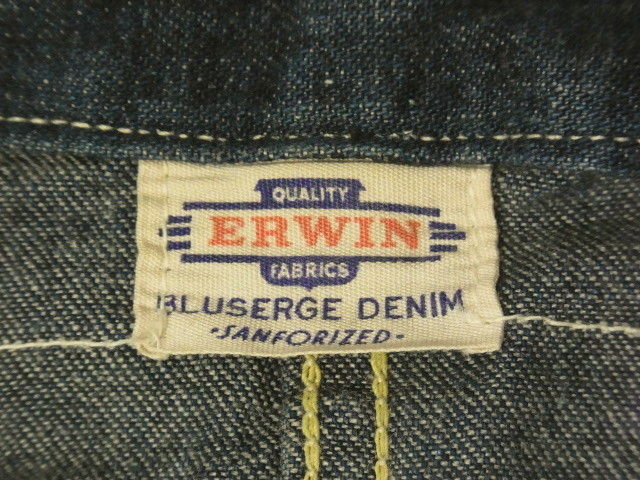 QUALITY
ERWIN
FABRICS
BLUSERGE DENIM
·SANFORIZED·